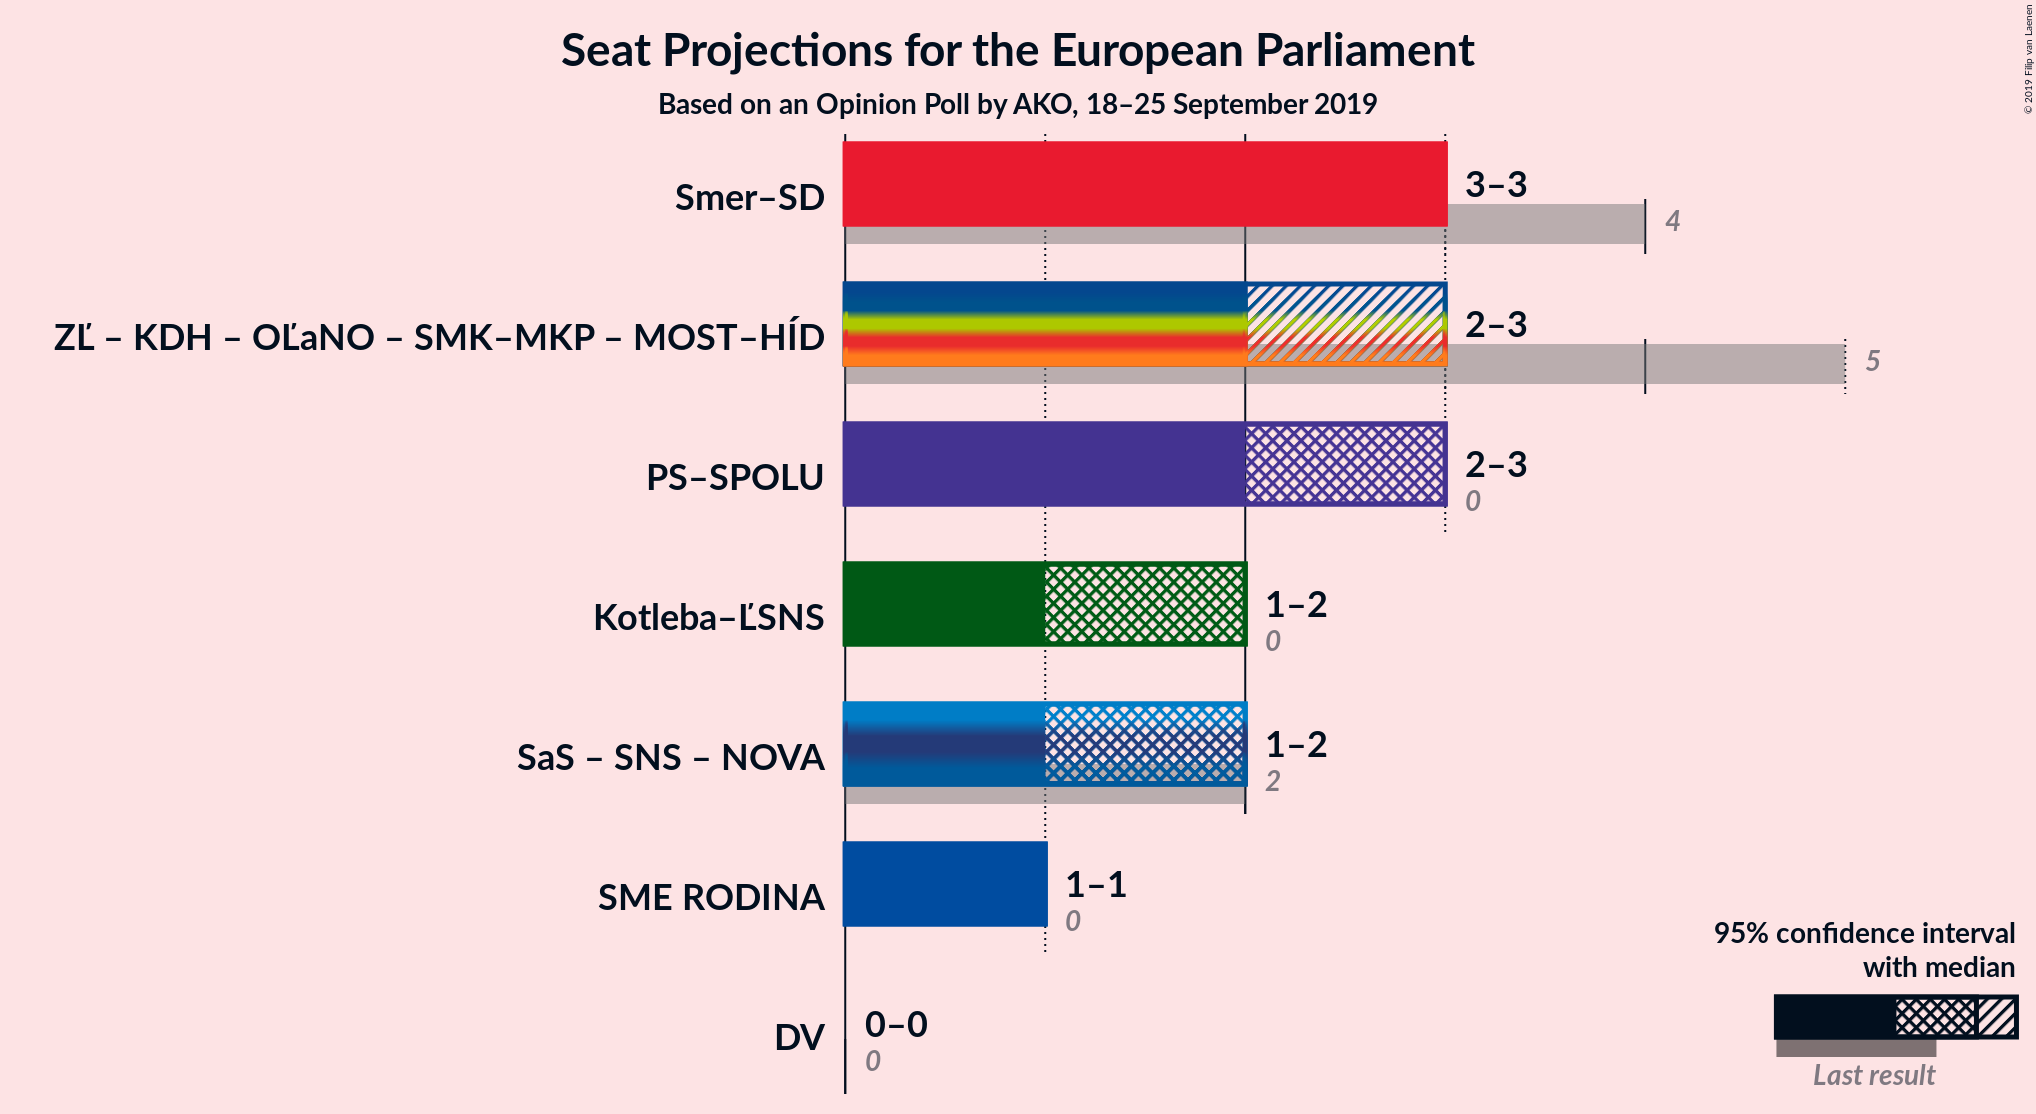 Seat Projections for the European Parliament
Based on an Opinion Poll by AKO, 18–25 September 2019
© 2019 Filip van Laenen
Smer–SD
3–3
4
ZĽ – KDH – OĽaNO – SMK–MKP – MOST–HÍD
2–3
5
PS–SPOLU
2–3
0
Kotleba–ĽSNS
1–2
0
SaS – SNS – NOVA
1–2
2
SME RODINA
1–1
0
DV
0–0
0
95% confidence interval
with median
Last result